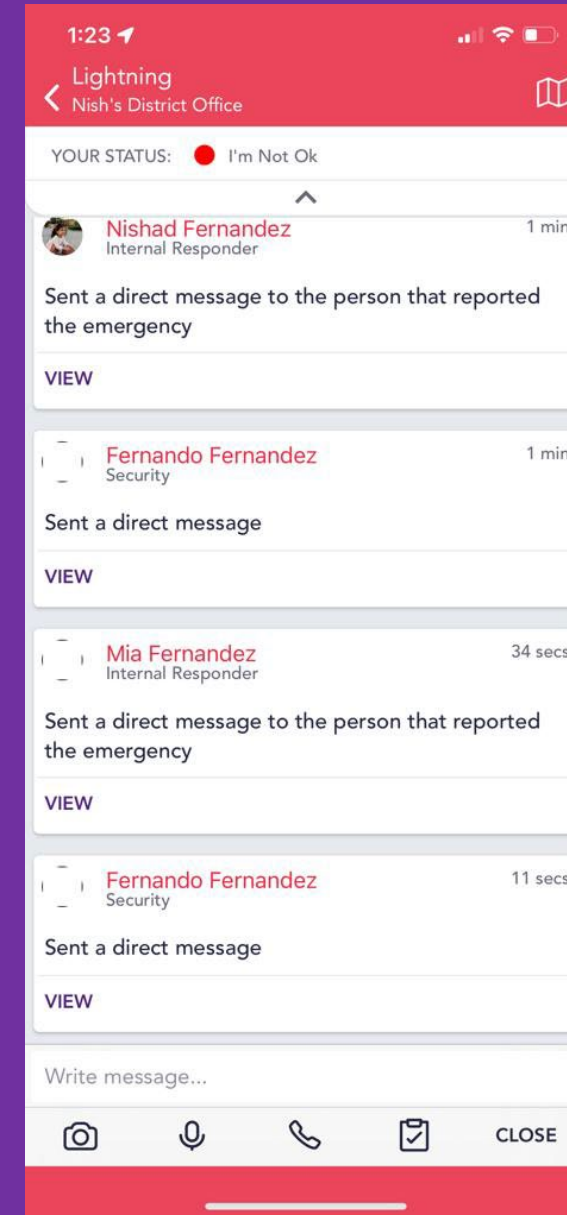 1:23
Lightning
Nish's District Office
YOUR STATUS: I'm Not Ok
Nishad Fernandez 1 min
Internal Responder
Sent a direct message to the person that reported
the emergency
VIEW
Fernando Fernandez 1 min
Security
Sent a direct message
VIEW
Mia Fernandez 34 secs
Internal Responder
Sent a direct message to the person that reported
the emergency
VIEW
Fernando Fernandez 11 secs
Security
Sent a direct message
VIEW
Write message...
CLOSE